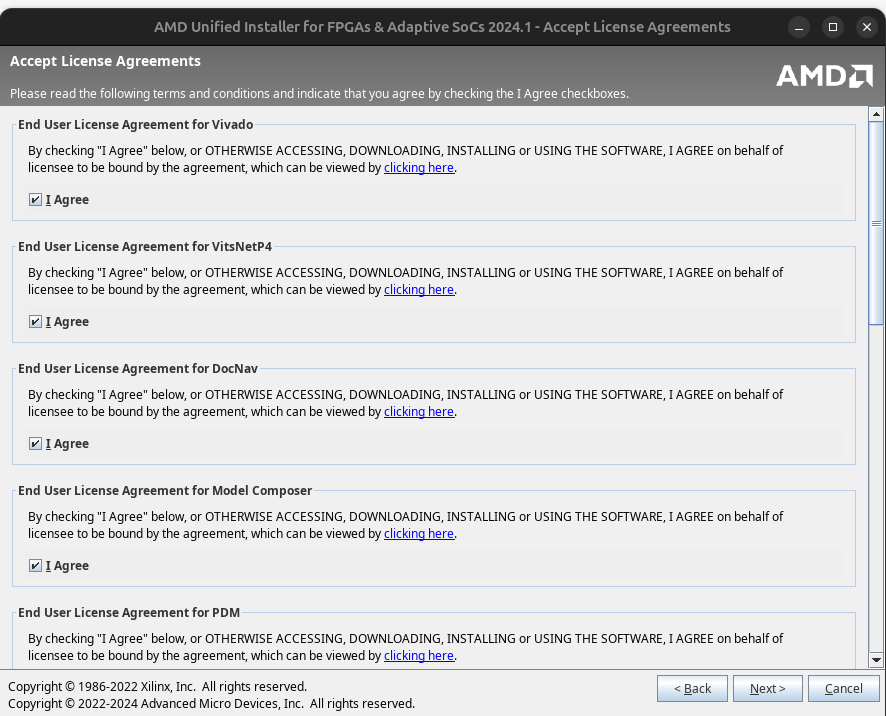 AMD Unified Installer for FPGAs & Adaptive SoCs 2024.1 - Accept License Agreements
Accept License Agreements
Please read the following terms and conditions and indicate that you agree by checking the I Agree checkboxes.
AMD
End User License Agreement for Vivado
By checking "I Agree" below, or OTHERWISE ACCESSING, DOWNLOADING, INSTALLING or USING THE SOFTWARE, I AGREE on behalf of
licensee to be bound by the agreement, which can be viewed by clicking here.
I Agree
End User License Agreement for VitsNetP4
By checking "I Agree" below, or OTHERWISE ACCESSING, DOWNLOADING, INSTALLING or USING THE SOFTWARE, I AGREE on behalf of
licensee to be bound by the agreement, which can be viewed by clicking here.
I Agree
End User License Agreement for DocNav
By checking "I Agree" below, or OTHERWISE ACCESSING, DOWNLOADING, INSTALLING or USING THE SOFTWARE, I AGREE on behalf of
licensee to be bound by the agreement, which can be viewed by clicking here.
I Agree
End User License Agreement for Model Composer
By checking "I Agree" below, or OTHERWISE ACCESSING, DOWNLOADING, INSTALLING or USING THE SOFTWARE, I AGREE on behalf of
licensee to be bound by the agreement, which can be viewed by clicking here.
I Agree
End User License Agreement for PDM
By checking "I Agree" below, or OTHERWISE ACCESSING, DOWNLOADING, INSTALLING or USING THE SOFTWARE, I AGREE on behalf of
licensee to be bound by the agreement, which can be viewed by clicking here.
Copyright © 1986-2022 Xilinx, Inc.  All rights reserved.
Copyright © 2022-2024 Advanced Micro Devices, Inc.  All rights reserved.
< Back
Next >
Cancel